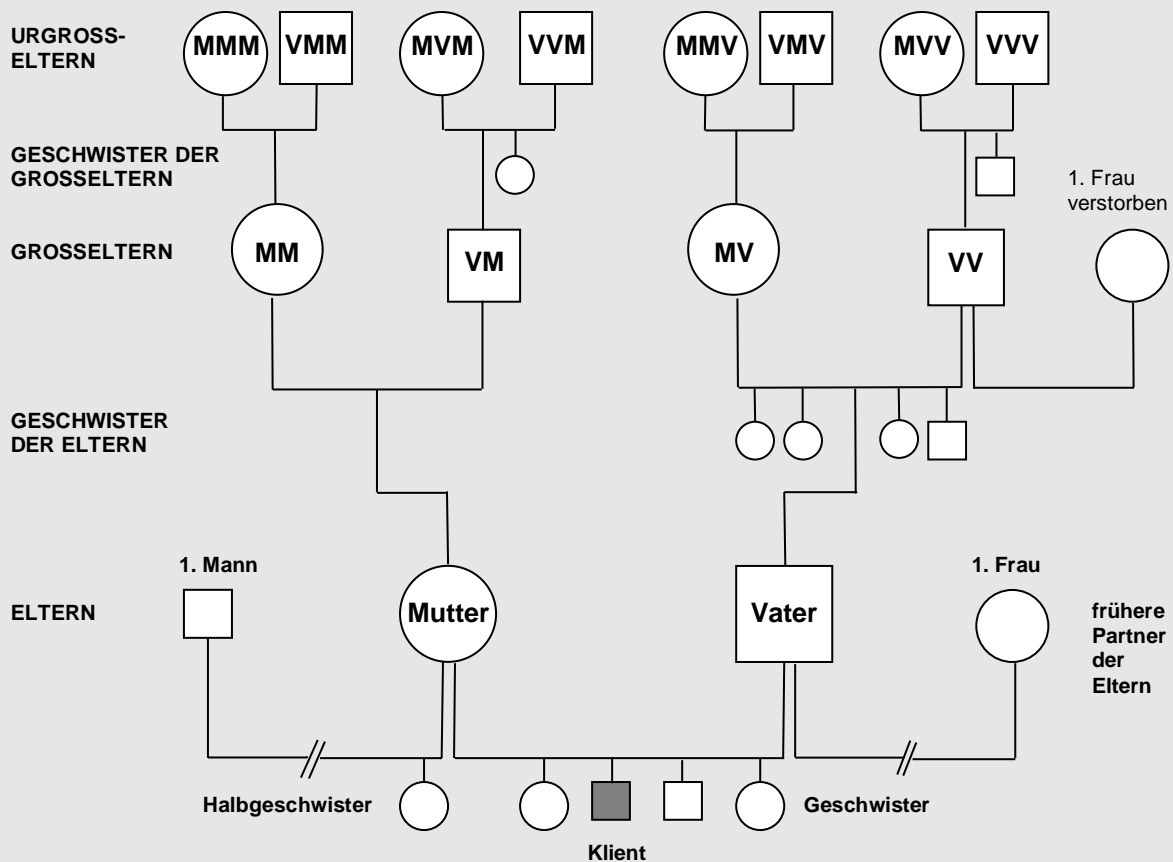 URGROSS-
ELTERN
MMM
VMM
MVM
VVM
MMV
VMV
MVV
VVV
GESCHWISTER DER
GROSSELTERN
1. Frau
verstorben
GROSSELTERN
MM
VM
MV
VV
GESCHWISTER
DER ELTERN
1. Mann
1. Frau
ELTERN
Mutter
Vater
frühere
Partner
der
Eltern
Halbgeschwister
Geschwister
Klient